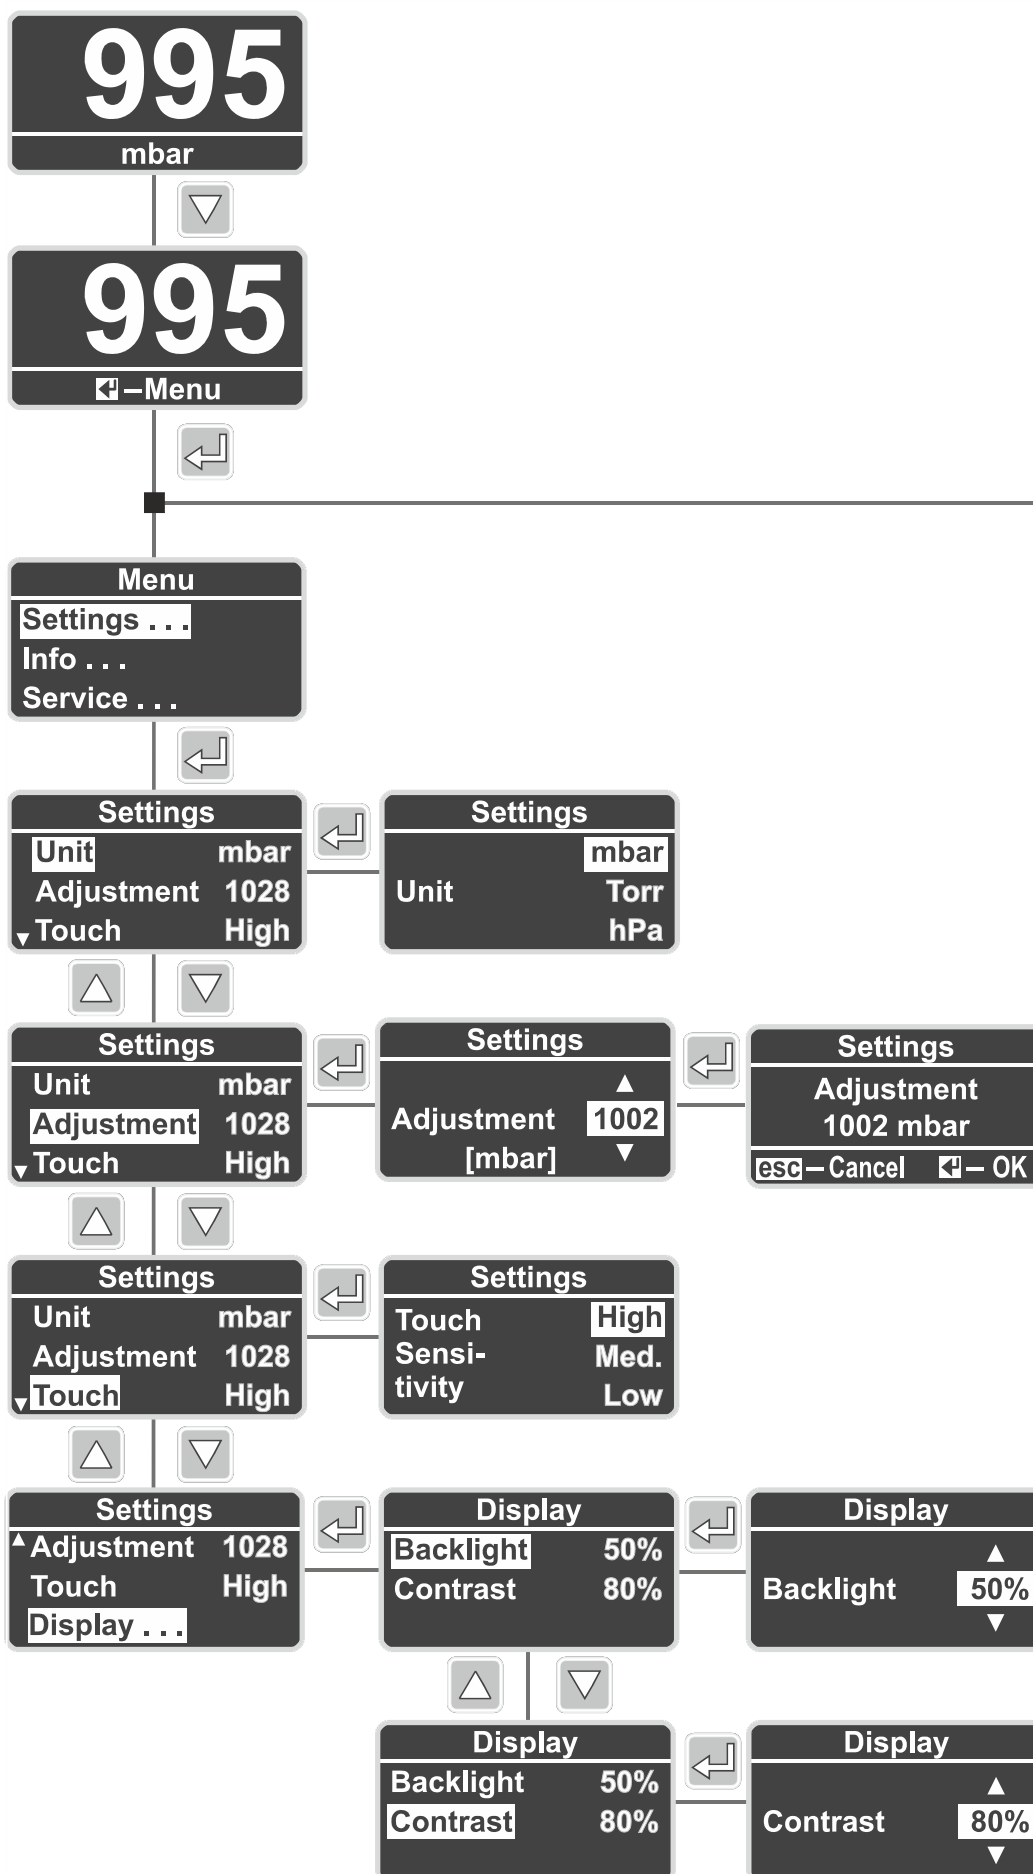 995
mbar
995
–Menu
Menu
Settings . . .
Info . . .
Service . . .
Settings
Unit mbar
Adjustment 1028
▼ Touch High
Settings
mbar
Unit Torr
hPa
Settings
Unit mbar
Adjustment 1028
▼ Touch High
Settings
▲
Adjustment 1002
[mbar] ▼
Settings
Adjustment
1002 mbar
esc – Cancel – OK
Settings
Unit mbar
Adjustment 1028
▼ Touch High
Settings
Touch High
Sensi- Med.
tivity Low
Settings
▲ Adjustment 1028
Touch High
Display . . .
Display
Backlight 50%
Contrast 80%
Display
▲
Backlight 50%
▼
Display
Backlight 50%
Contrast 80%
Display
▲
Contrast 80%
▼